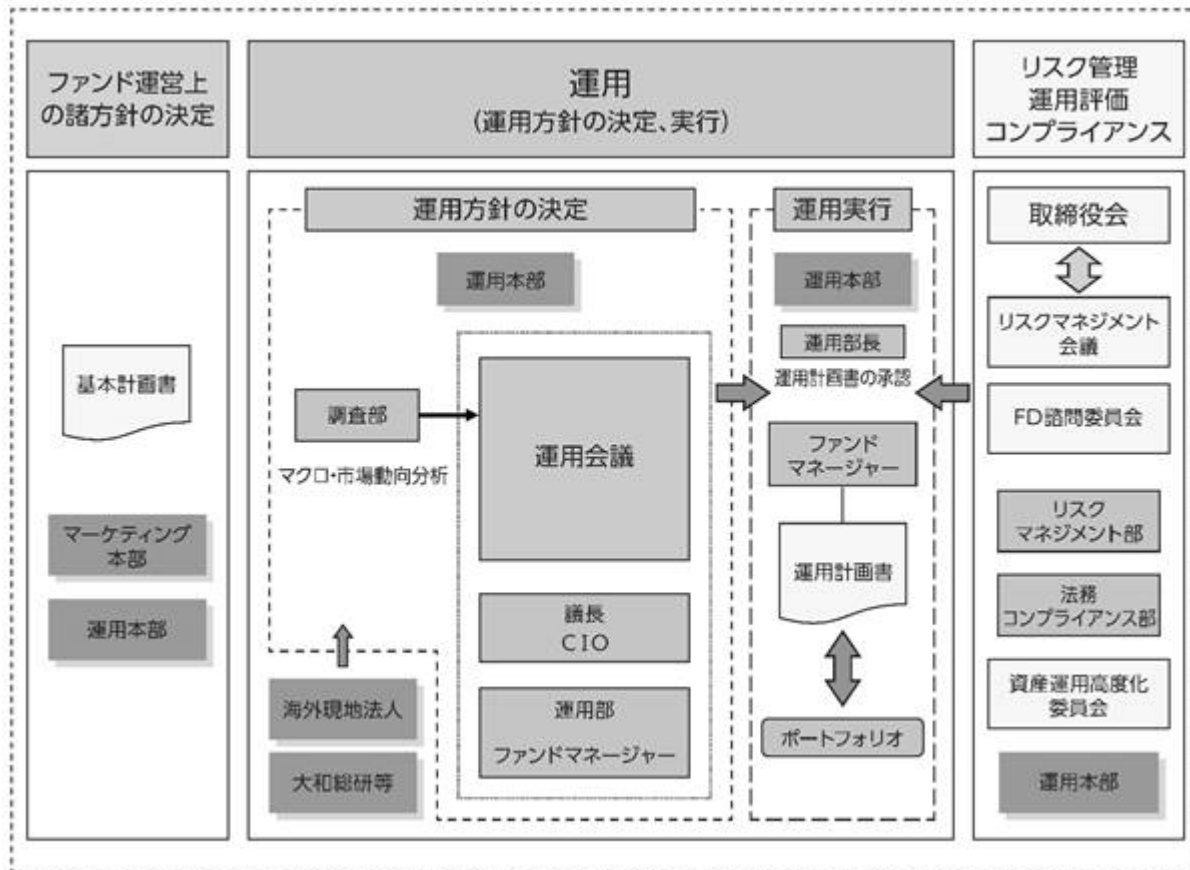 ファンド運営上
の諸方針の決定
運用
(運用方針の決定、実行)
リスク管理
運用評価
コンプライアンス
基本計画書
マーケティング
本部
運用本部
運用方針の決定
運用本部
調査部
マクロ・市場動向分析
運用会議
議長
CIO
運用部
ファンドマネージャー
海外現地法人
大和総研等
運用実行
運用本部
運用部長
運用計画書の承認
ファンド
マネージャー
運用計画書
ポートフォリオ
取締役会
リスクマネジメント
会議
FD諮問委員会
リスク
マネジメント部
法務
コンプライアンス部
資産運用高度化
委員会
運用本部